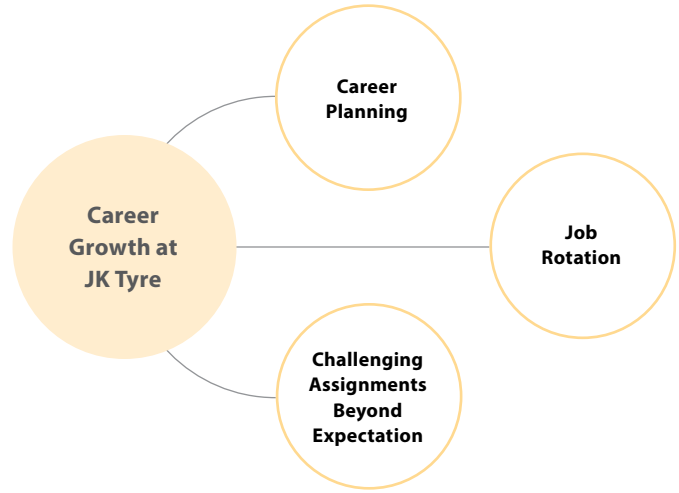 Career
Planning
Career
Growth at
JK Tyre
Job
Rotation
Challenging
Assignments
Beyond
Expectation